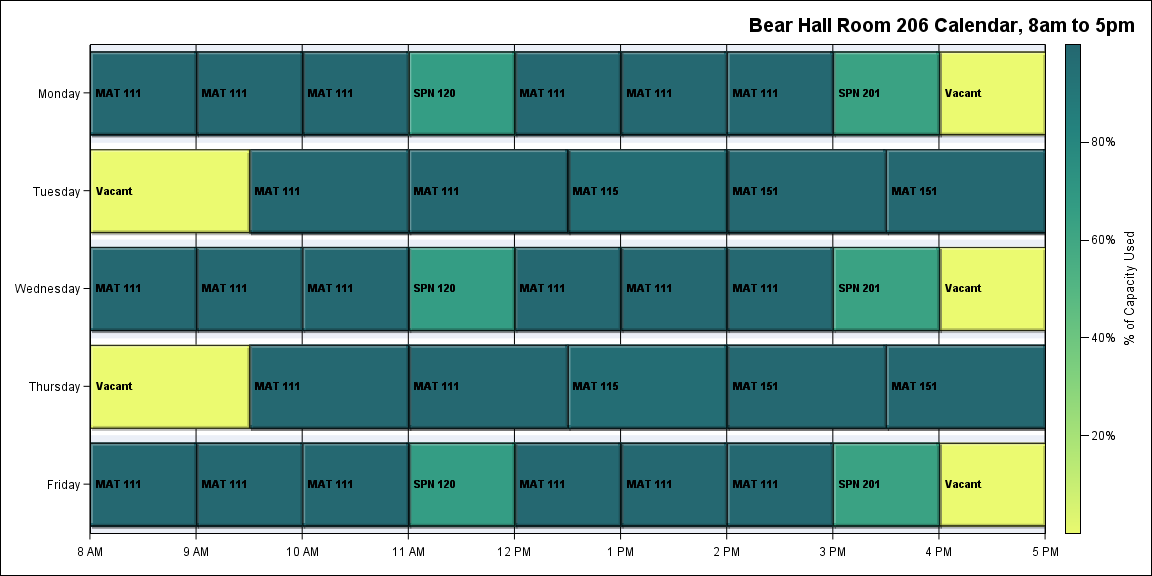 Bear Hall Room 206 Calendar, 8am to 5pm
Monday
MAT 111 MAT 111 MAT 111 SPN 120 MAT 111 MAT 111 MAT 111 SPN 201 Vacant
Tuesday
Vacant MAT 111 MAT 111 MAT 115 MAT 151 MAT 151
Wednesday
MAT 111 MAT 111 MAT 111 SPN 120 MAT 111 MAT 111 MAT 111 SPN 201 Vacant
Thursday
Vacant MAT 111 MAT 111 MAT 115 MAT 151 MAT 151
Friday
MAT 111 MAT 111 MAT 111 SPN 120 MAT 111 MAT 111 MAT 111 SPN 201 Vacant
8 AM 9 AM 10 AM 11 AM 12 PM 1 PM 2 PM 3 PM 4 PM 5 PM
80%
60%
40%
20%
% of Capacity Used